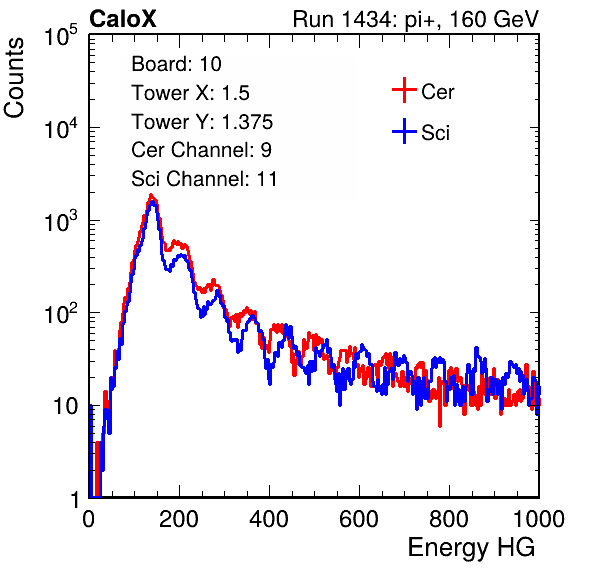 CaloX Run 1434: pi+, 160 GeV
Counts
Board: 10
Tower X: 1.5
Tower Y: 1.375
Cer Channel: 9
Sci Channel: 11
Cer
Sci
10^5
10^4
10^3
10^2
10
1
0 200 400 600 800 1000
Energy HG